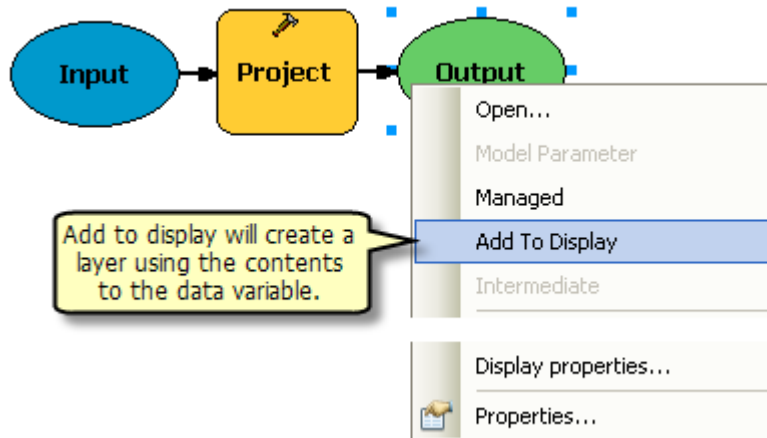 Input
Project
Output
Open...
Model Parameter
Managed
Add To Display
Intermediate
Add to display will create a
layer using the contents
to the data variable.
Display properties...
Properties...